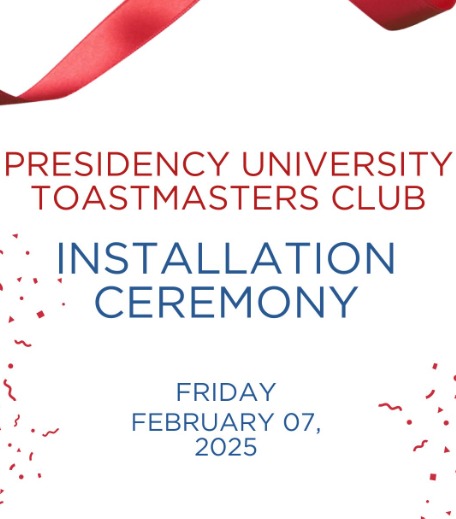 PRESIDENCY UNIVERSITY
TOASTMASTERS CLUB
INSTALLATION
CEREMONY
FRIDAY
FEBRUARY 07,
2025